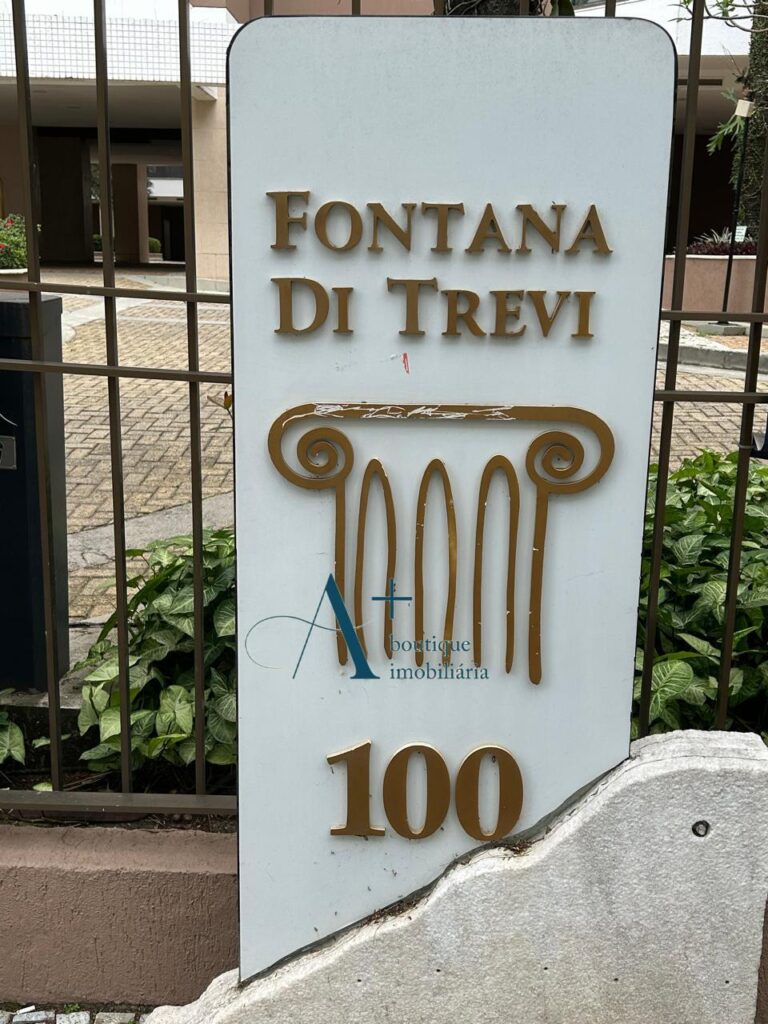 FONTANA
DI TREVI
A+
boutique
imobiliária
100